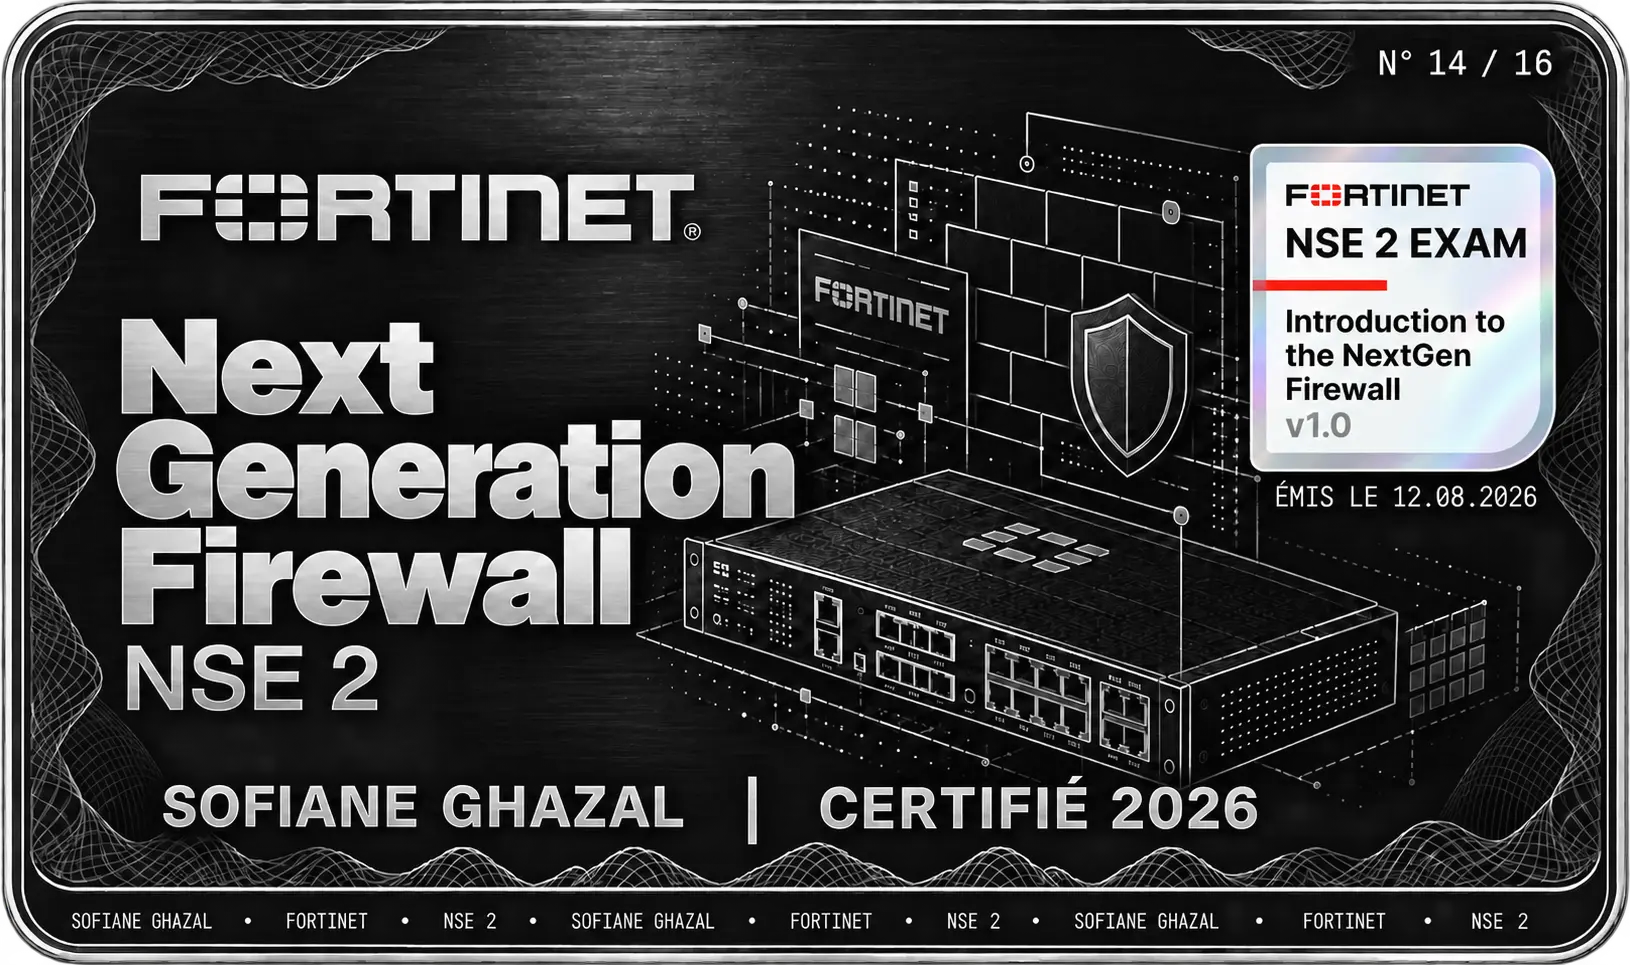 N° 14 / 16
FORTINET®
FORTINET
FORTINET
NSE 2 EXAM
Introduction to
the NextGen
Firewall
v1.0
ÉMIS LE 12.08.2026
Next
Generation
Firewall
NSE 2
SOFIANE GHAZAL | CERTIFIÉ 2026
SOFIANE GHAZAL • FORTINET • NSE 2 • SOFIANE GHAZAL • FORTINET • NSE 2 • SOFIANE GHAZAL • FORTINET • NSE 2